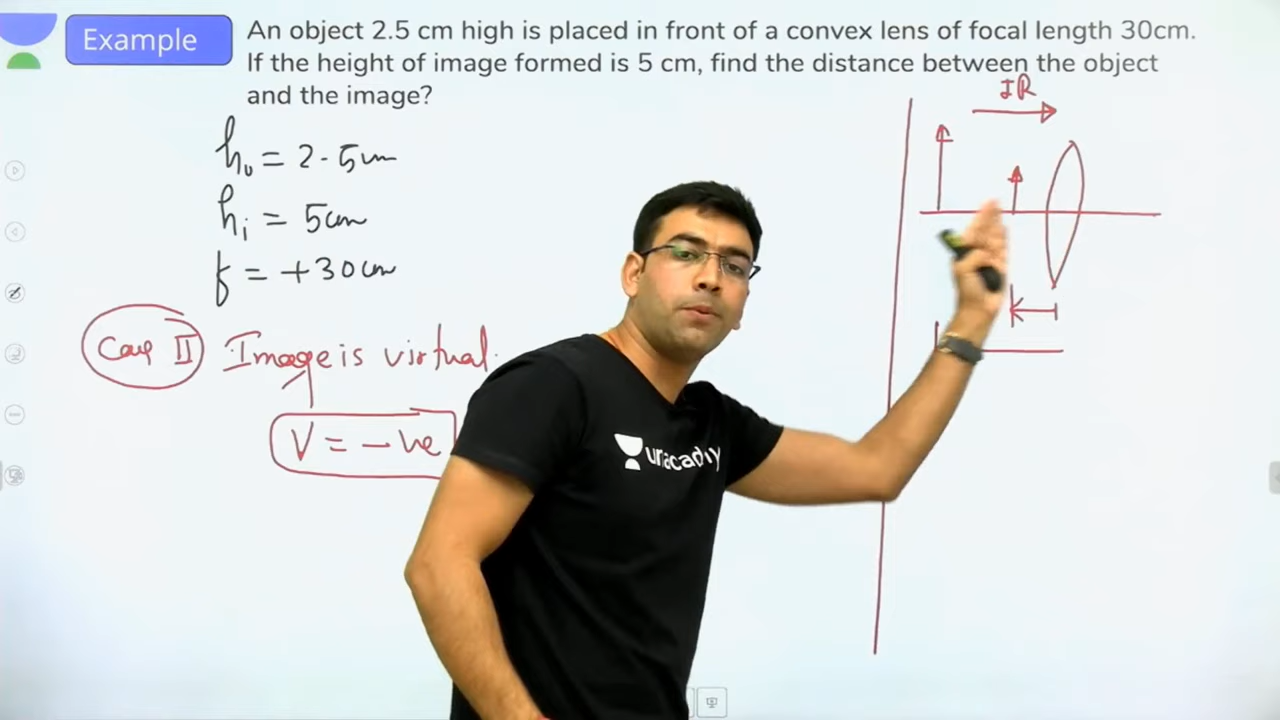 Example
An object 2.5 cm high is placed in front of a convex lens of focal length 30cm.
If the height of image formed is 5 cm, find the distance between the object
and the image?
IR
h₀ = 2.5cm
hᵢ = 5cm
f = +30cm
Case II Image is virtual.
V = -ve
unacademy